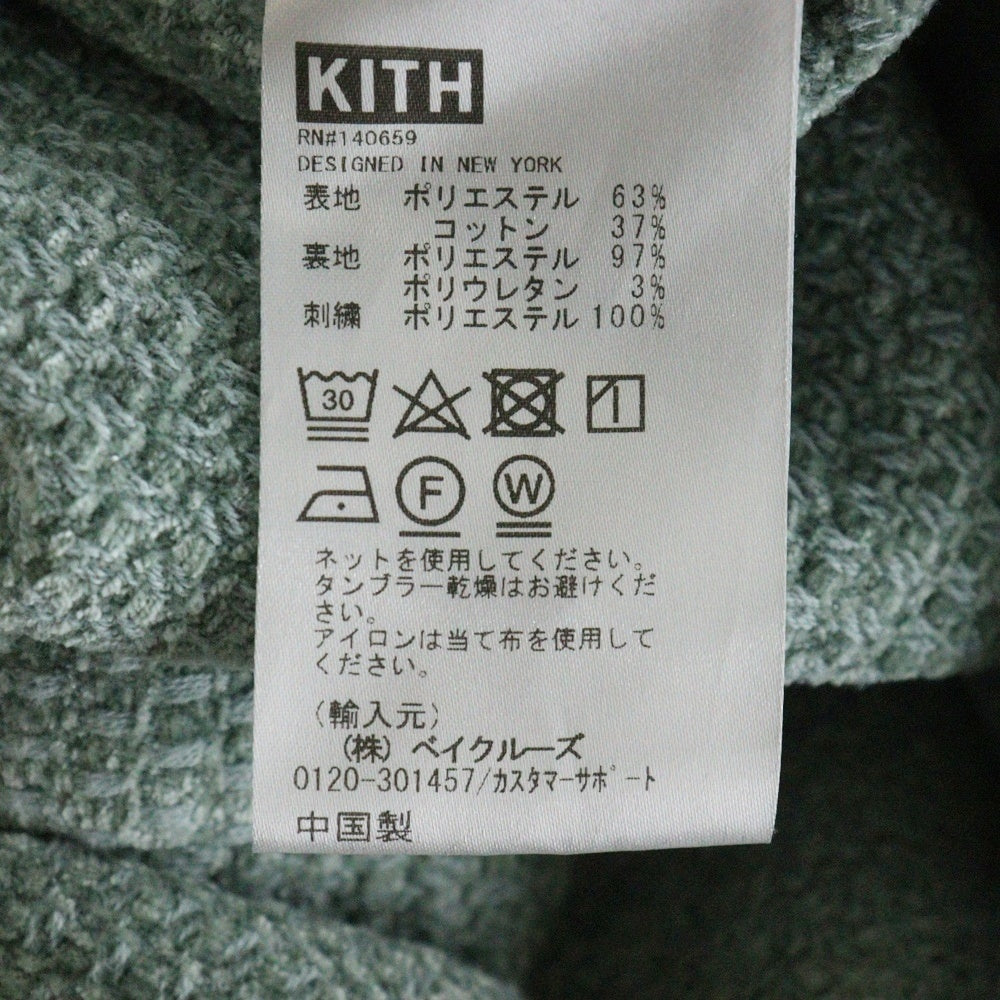 KITH
RN#140659
DESIGNED IN NEW YORK
表地 ポリエステル 63%
コットン 37%
裏地 ポリエステル 97%
ポリウレタン 3%
刺繍 ポリエステル 100%
30
F
W
ネットを使用してください。
タンブラー乾燥はお避けくだ
さい。
アイロンは当て布を使用して
ください。
（輸入元）
（株）ベイクルーズ
0120-301457/カスタマーサポート
中国製